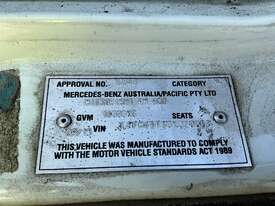 APPROVAL NO. CATEGORY
MERCEDES-BENZ AUSTRALIA/PACIFIC PTY LTD
GVM SEATS
VIN
THIS VEHICLE WAS MANUFACTURED TO COMPLY
WITH THE MOTOR VEHICLE STANDARDS ACT 1989